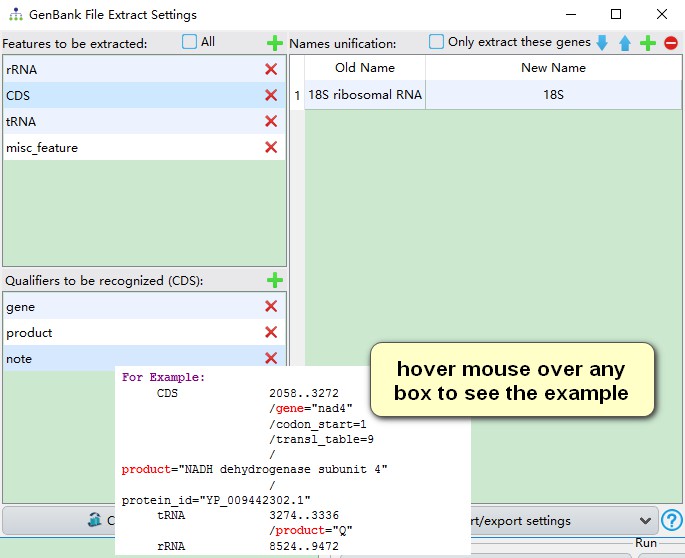 GenBank File Extract Settings
Features to be extracted: All
Names unification: Only extract these genes
rRNA
CDS
tRNA
misc_feature
Old Name New Name
1 18S ribosomal RNA 18S
Qualifiers to be recognized (CDS):
gene
product
note
hover mouse over any
box to see the example
For Example:
CDS 2058..3272
/gene="nad4"
/codon_start=1
/transl_table=9
/
product="NADH dehydrogenase subunit 4"
/
protein_id="YP_009442302.1"
tRNA 3274..3336
/product="Q"
rRNA 8524..9472
rt/export settings
Run